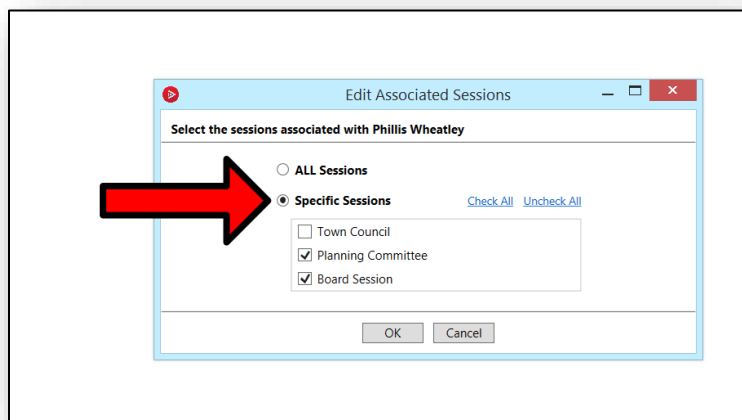 Edit Associated Sessions
Select the sessions associated with Phillis Wheatley
ALL Sessions
Specific Sessions Check All Uncheck All
Town Council
Planning Committee
Board Session
OK Cancel